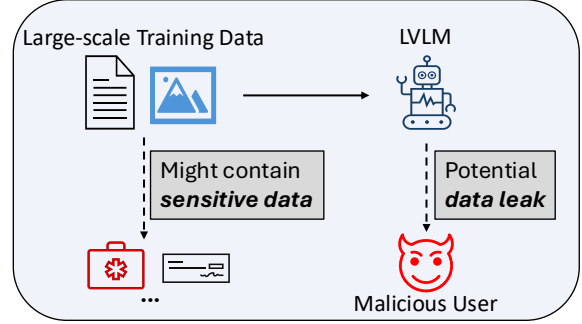 Large-scale Training Data
LVLM
Might contain
sensitive data
Potential
data leak
...
Malicious User